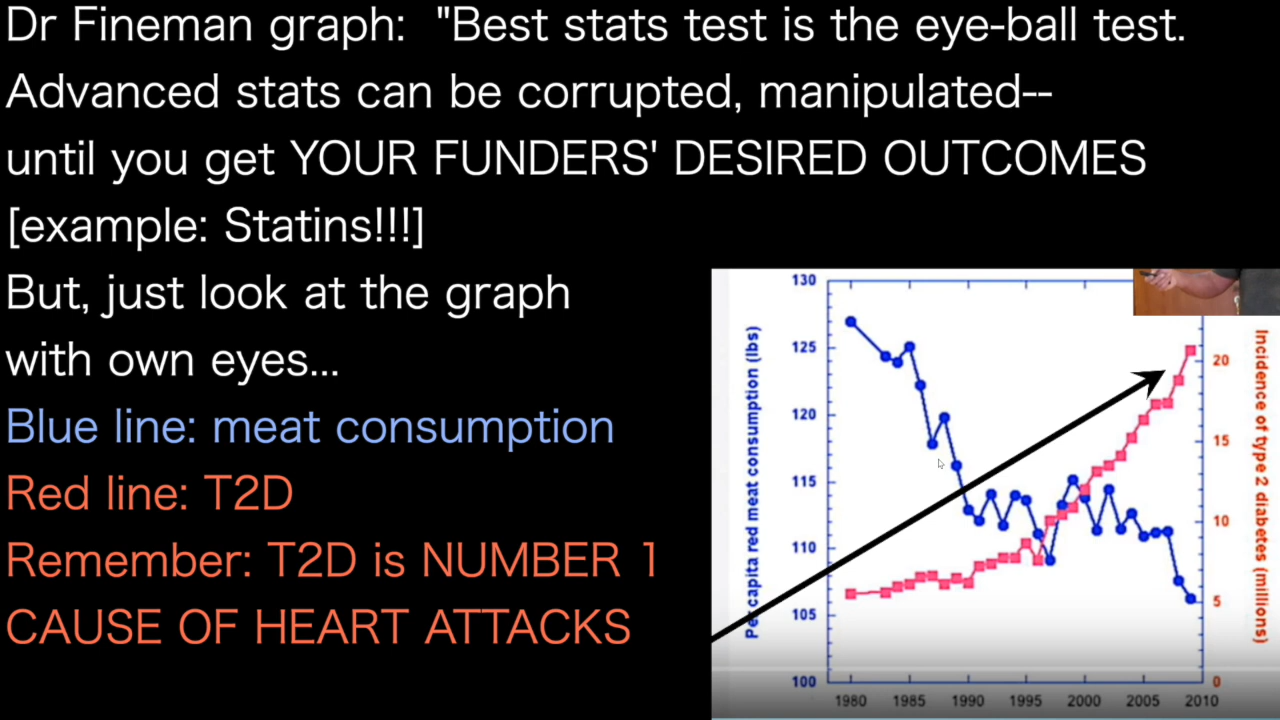 Dr Fineman graph:  "Best stats test is the eye-ball test.
Advanced stats can be corrupted, manipulated--
until you get YOUR FUNDERS' DESIRED OUTCOMES
[example: Statins!!!]
But, just look at the graph
with own eyes...
Blue line: meat consumption
Red line: T2D
Remember: T2D is NUMBER 1
CAUSE OF HEART ATTACKS
Per capita red meat consumption (lbs)
130
125
120
115
110
105
100
1980 1985 1990 1995 2000 2005 2010
20
15
10
5
0
Incidence of type 2 diabetes (millions)